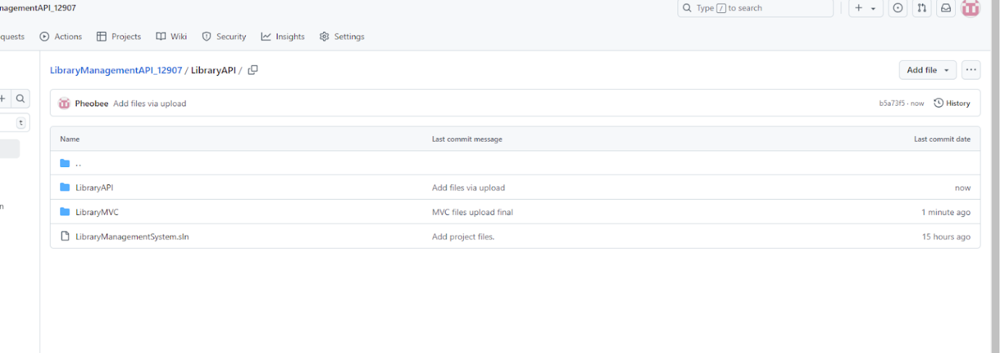 nagementAPI_12907
Type / to search
quests Actions Projects Wiki Security Insights Settings
LibraryManagementAPI_12907 / LibraryAPI /
Add file
t
Pheobee Add files via upload
b5a73f5 · now History
Name Last commit message Last commit date
..
LibraryAPI Add files via upload now
LibraryMVC MVC files upload final 1 minute ago
n
LibraryManagementSystem.sln Add project files. 15 hours ago